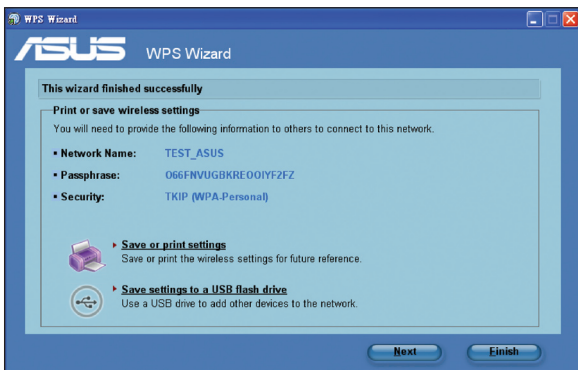 WPS Wizard
ASUS WPS Wizard
This wizard finished successfully
Print or save wireless settings
You will need to provide the following information to others to connect to this network.
▪ Network Name: TEST_ASUS
▪ Passphrase: O66FNVUGBKREOOIYF2FZ
▪ Security: TKIP (WPA-Personal)
Save or print settings
Save or print the wireless settings for future reference.
Save settings to a USB flash drive
Use a USB drive to add other devices to the network.
Next Finish